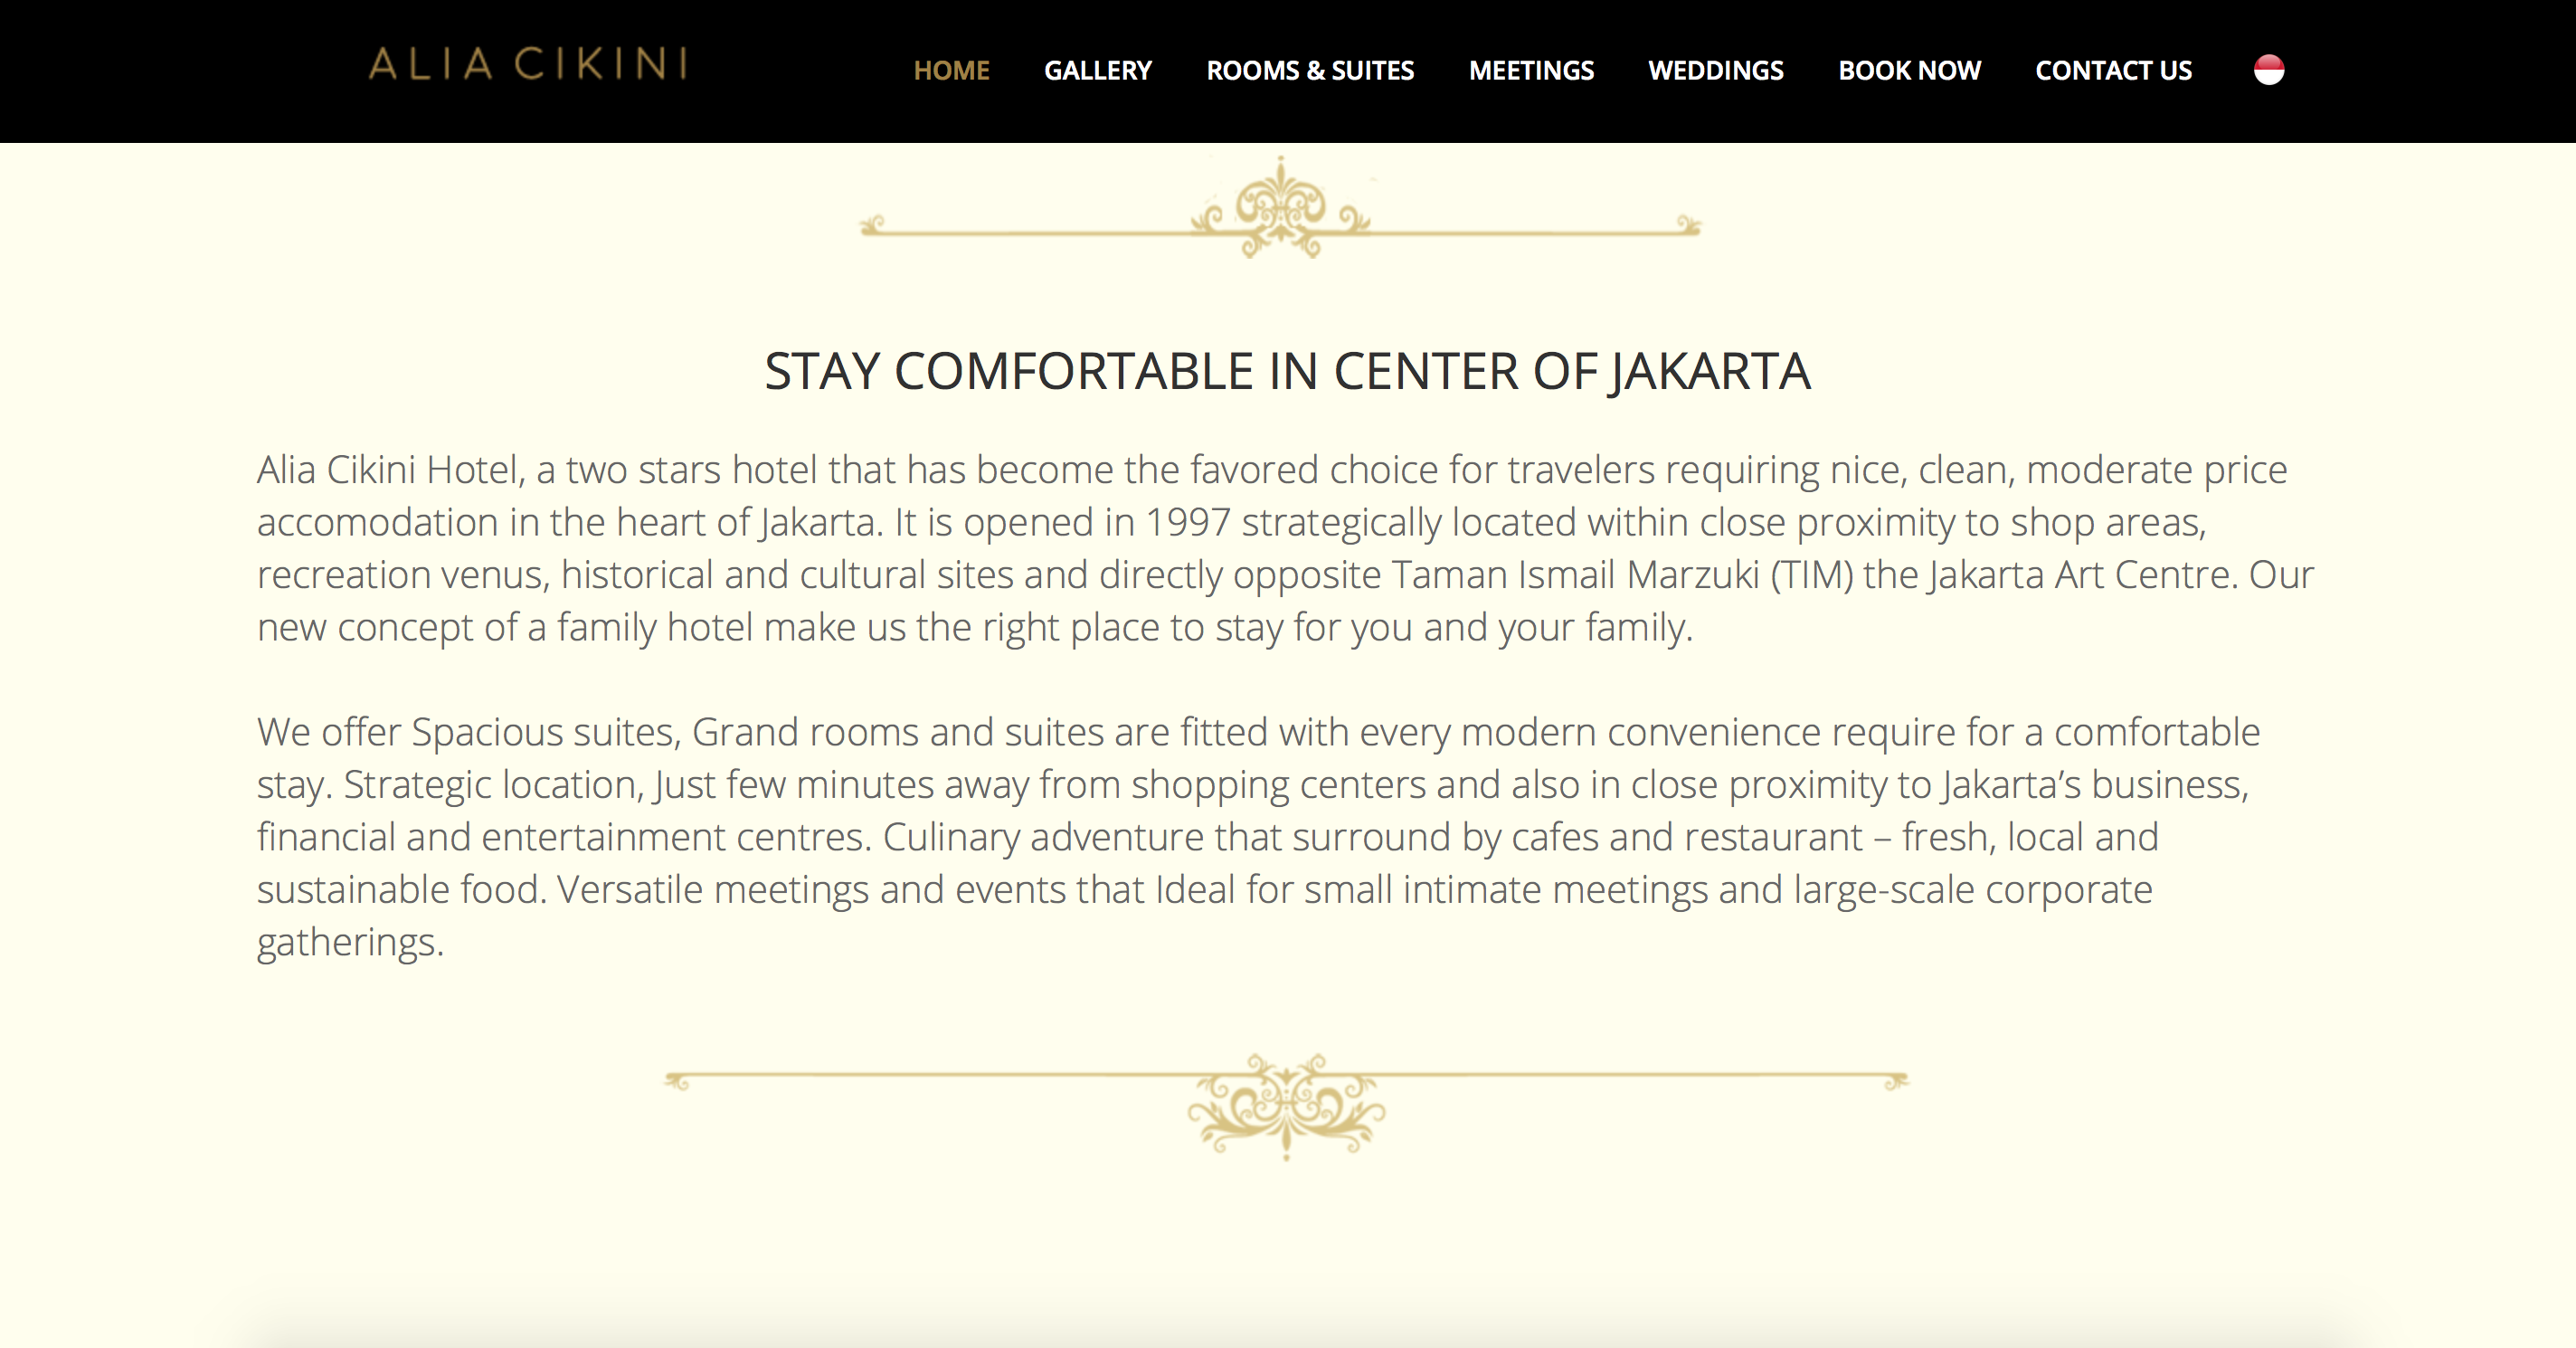 ALIA CIKINI
HOME GALLERY ROOMS & SUITES MEETINGS WEDDINGS BOOK NOW CONTACT US
STAY COMFORTABLE IN CENTER OF JAKARTA
Alia Cikini Hotel, a two stars hotel that has become the favored choice for travelers requiring nice, clean, moderate price
accomodation in the heart of Jakarta. It is opened in 1997 strategically located within close proximity to shop areas,
recreation venus, historical and cultural sites and directly opposite Taman Ismail Marzuki (TIM) the Jakarta Art Centre. Our
new concept of a family hotel make us the right place to stay for you and your family.
We offer Spacious suites, Grand rooms and suites are fitted with every modern convenience require for a comfortable
stay. Strategic location, Just few minutes away from shopping centers and also in close proximity to Jakarta’s business,
financial and entertainment centres. Culinary adventure that surround by cafes and restaurant – fresh, local and
sustainable food. Versatile meetings and events that Ideal for small intimate meetings and large-scale corporate
gatherings.